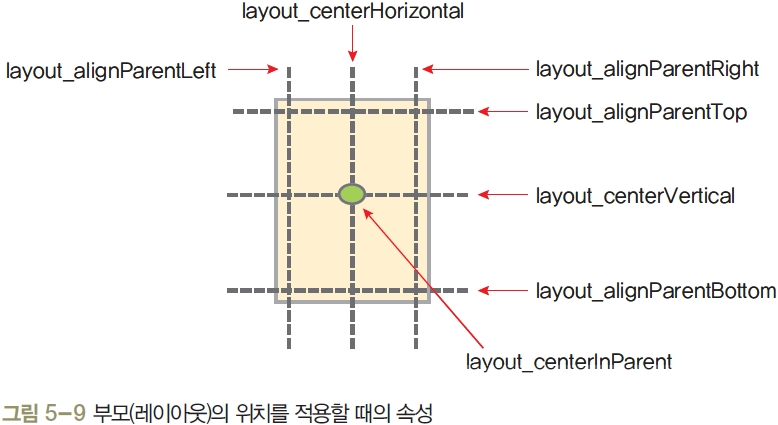 layout_centerHorizontal
layout_alignParentLeft
layout_alignParentRight
layout_alignParentTop
layout_centerVertical
layout_alignParentBottom
layout_centerInParent
그림 5-9 부모(레이아웃)의 위치를 적용할 때의 속성